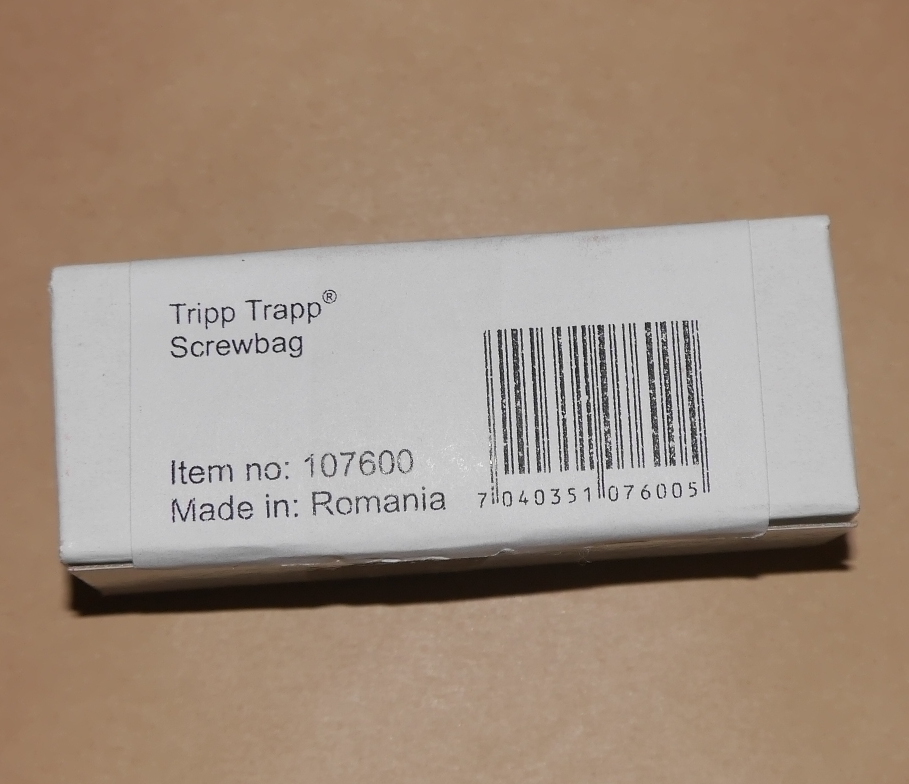 Tripp Trapp®
Screwbag
Item no: 107600
Made in: Romania
7 040351 076005